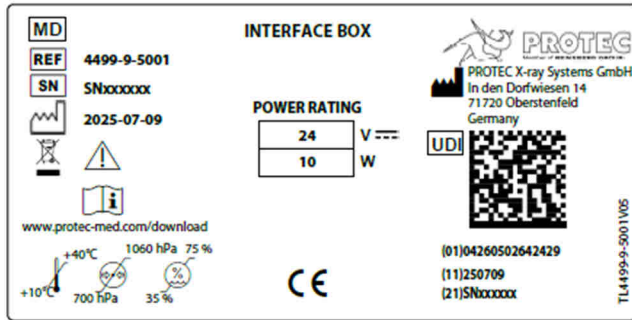 MD
INTERFACE BOX
PROTEC
REF 4499-9-5001
SN SNxxxxxx
2025-07-09
PROTEC X-ray Systems GmbH
In den Dorfwiesen 14
71720 Oberstenfeld
Germany
POWER RATING
24 V
10 W
UDI
www.protec-med.com/download
+40°C
+10°C
1060 hPa
700 hPa
75 %
%
35 %
CE
(01)04260502642429
(11)250709
(21)SNxxxxxx
TL4499-9-5001V05